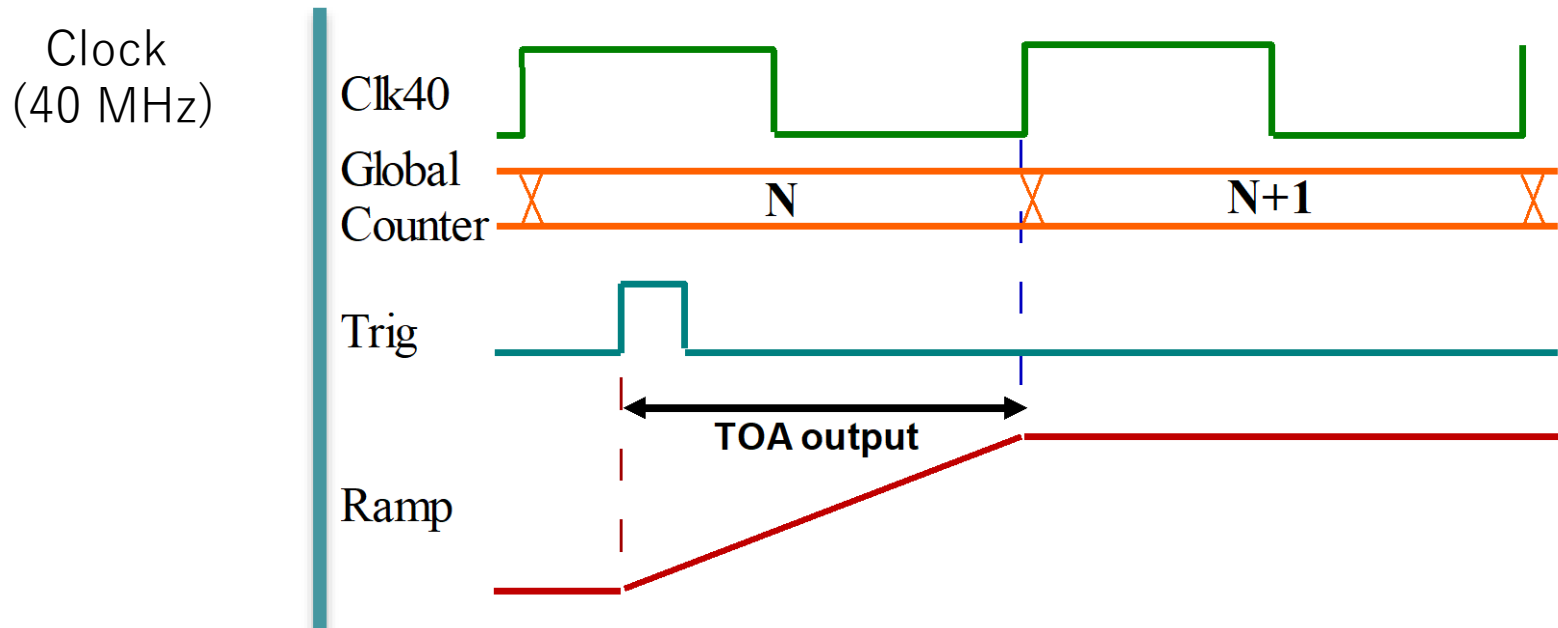 Clock
(40 MHz)
Clk40
Global
Counter
N
N+1
Trig
TOA output
Ramp